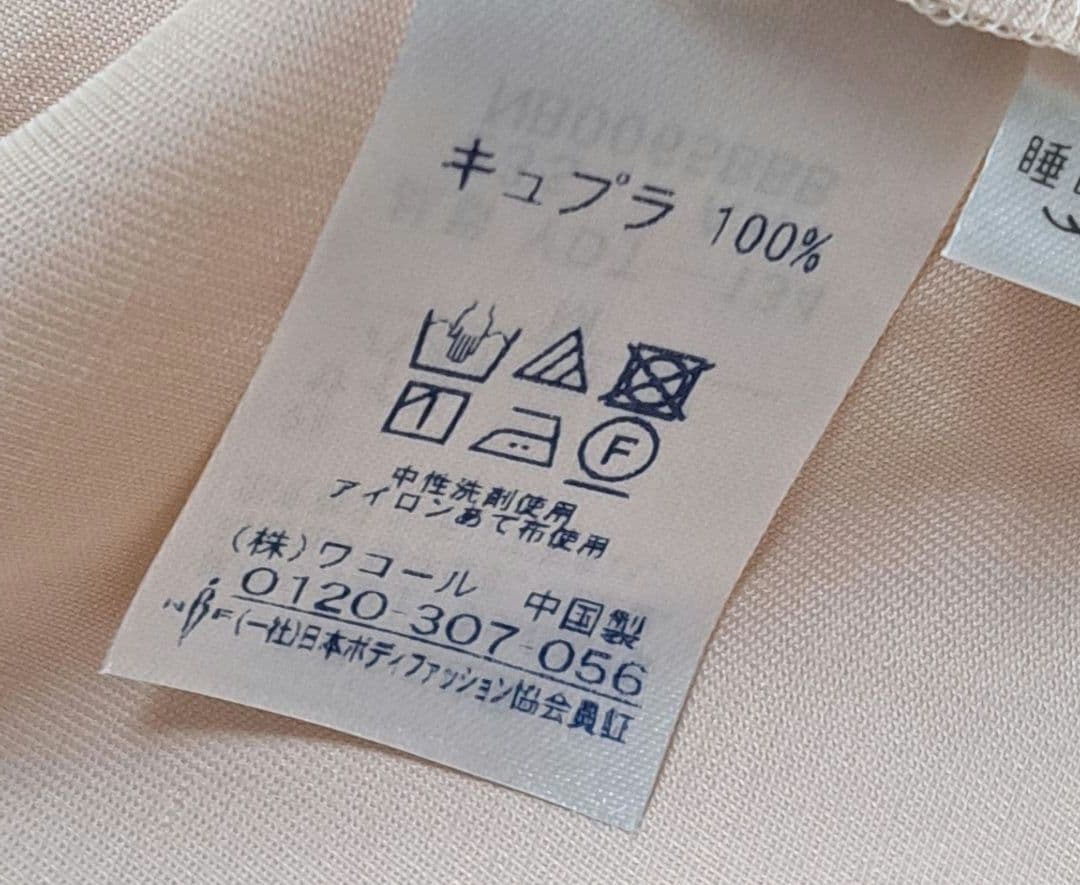 キュプラ 100%
F
中性洗剤使用
アイロンあて布使用
(株)ワコール 中国製
0120-307-056
NBF(一社)日本ボディファッション協会員証
睡